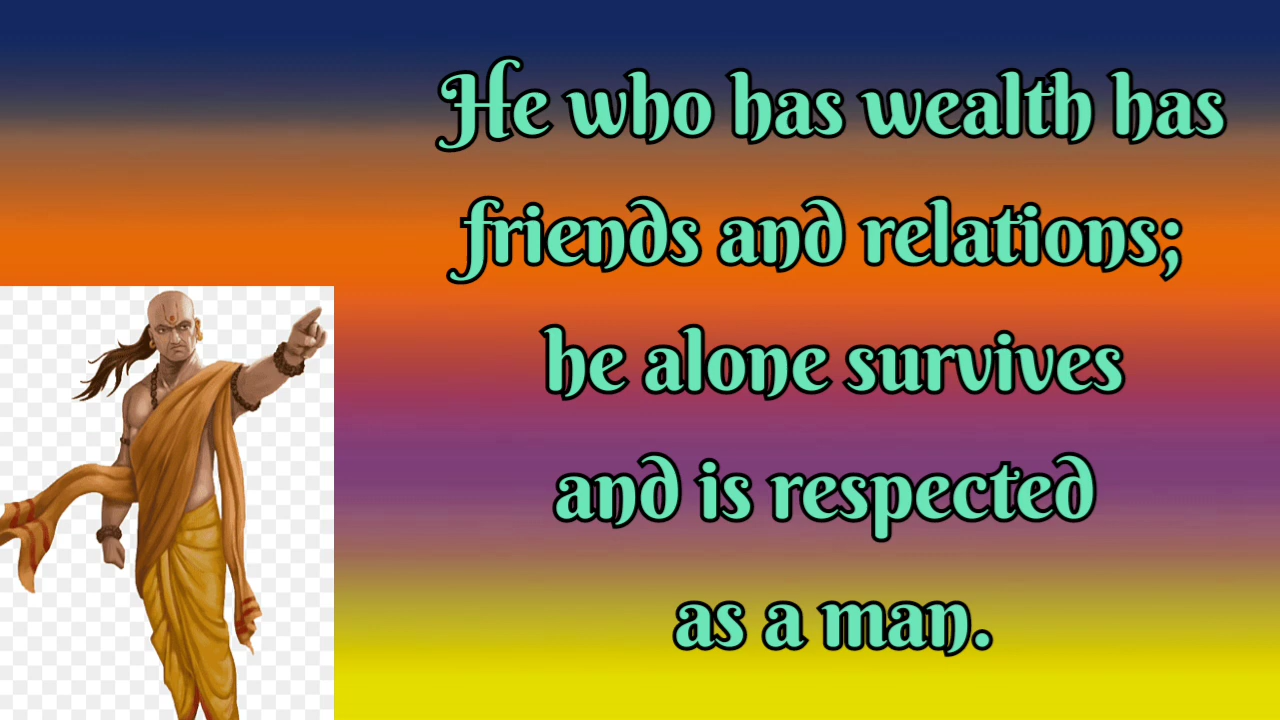 He who has wealth has
friends and relations;
he alone survives
and is respected
as a man.